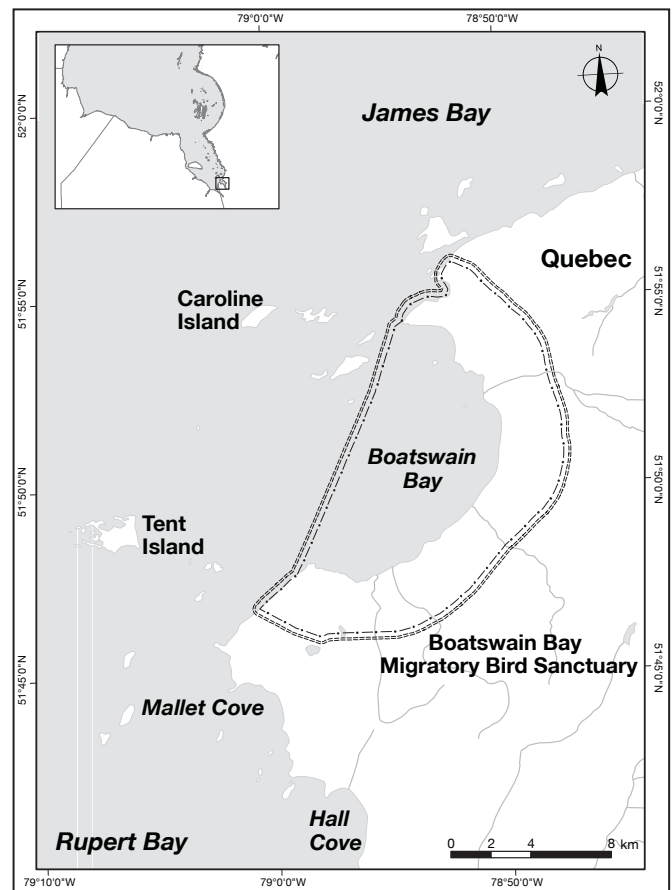 79°0'0"W
78°50'0"W
N
52°0'0"N
52°0'0"N
James Bay
Quebec
Caroline
Island
51°55'0"N
51°55'0"N
Boatswain
Bay
51°50'0"N
51°50'0"N
Tent
Island
Boatswain Bay
Migratory Bird Sanctuary
51°45'0"N
51°45'0"N
Mallet Cove
Hall
Cove
Rupert Bay
0 2 4 8 km
79°10'0"W
79°0'0"W
78°50'0"W